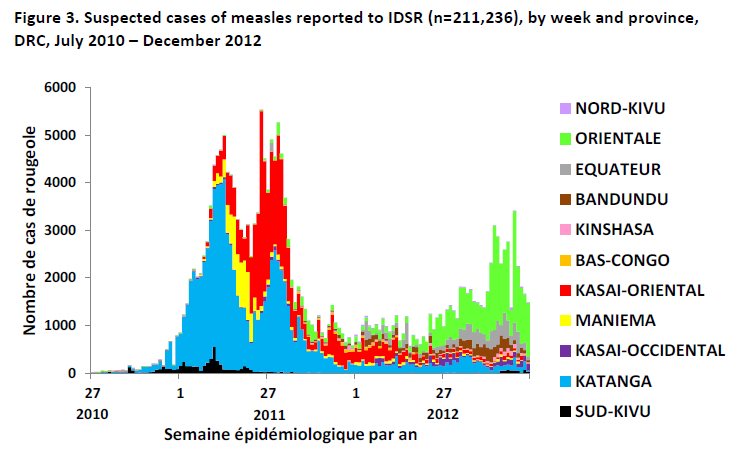 Figure 3. Suspected cases of measles reported to IDSR (n=211,236), by week and province,
DRC, July 2010 – December 2012
Nombre de cas de rougeole
6000
5000
4000
3000
2000
1000
0
27 1 27 1 27
2010 2011 2012
Semaine épidémiologique par an
NORD-KIVU
ORIENTALE
EQUATEUR
BANDUNDU
KINSHASA
BAS-CONGO
KASAI-ORIENTAL
MANIEMA
KASAI-OCCIDENTAL
KATANGA
SUD-KIVU